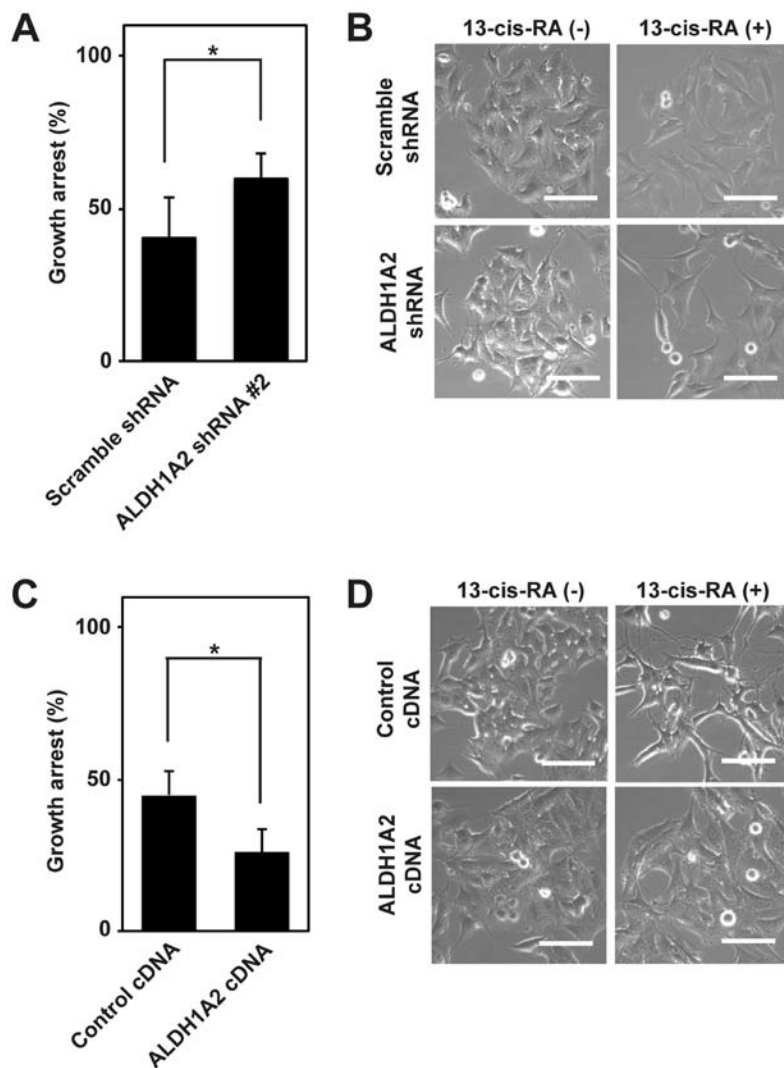 A
100
50
0
Growth arrest (%)
*
Scramble shRNA
ALDH1A2 shRNA #2
B
13-cis-RA (-)
13-cis-RA (+)
Scramble
shRNA
ALDH1A2
shRNA
C
100
50
0
Growth arrest (%)
*
Control cDNA
ALDH1A2 cDNA
D
13-cis-RA (-)
13-cis-RA (+)
Control
cDNA
ALDH1A2
cDNA